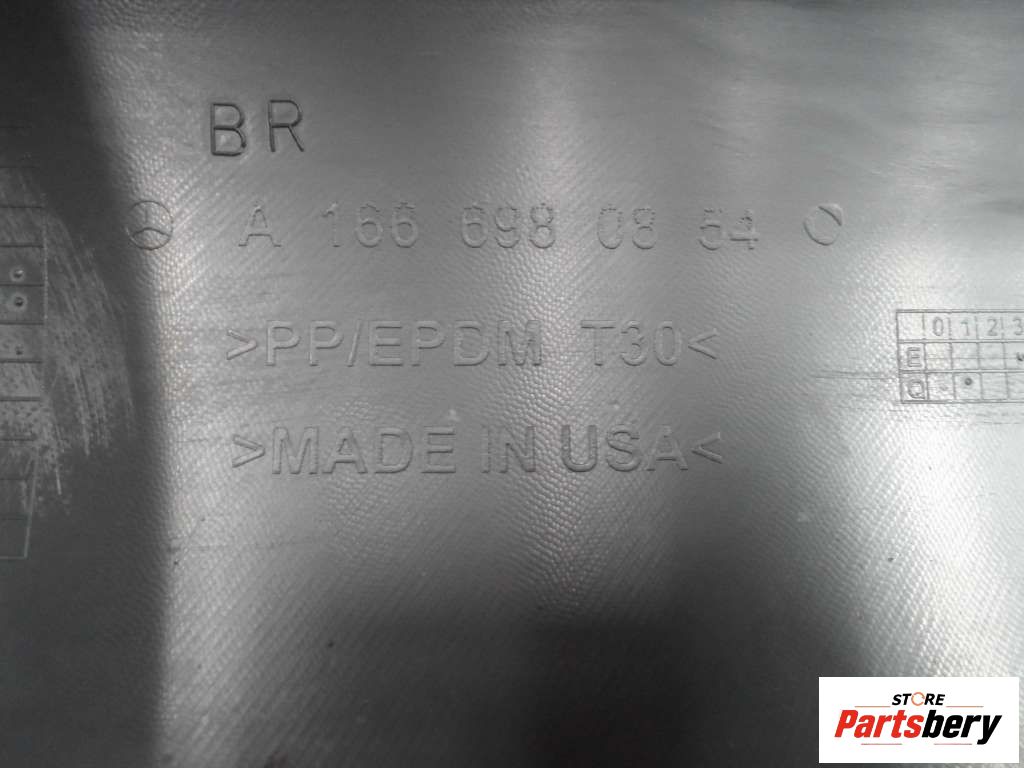 BR
A 166 698 08 54
>PP/EPDM T30<
>MADE IN USA<
0 1 2 3
E
Q
STORE
Partsbery